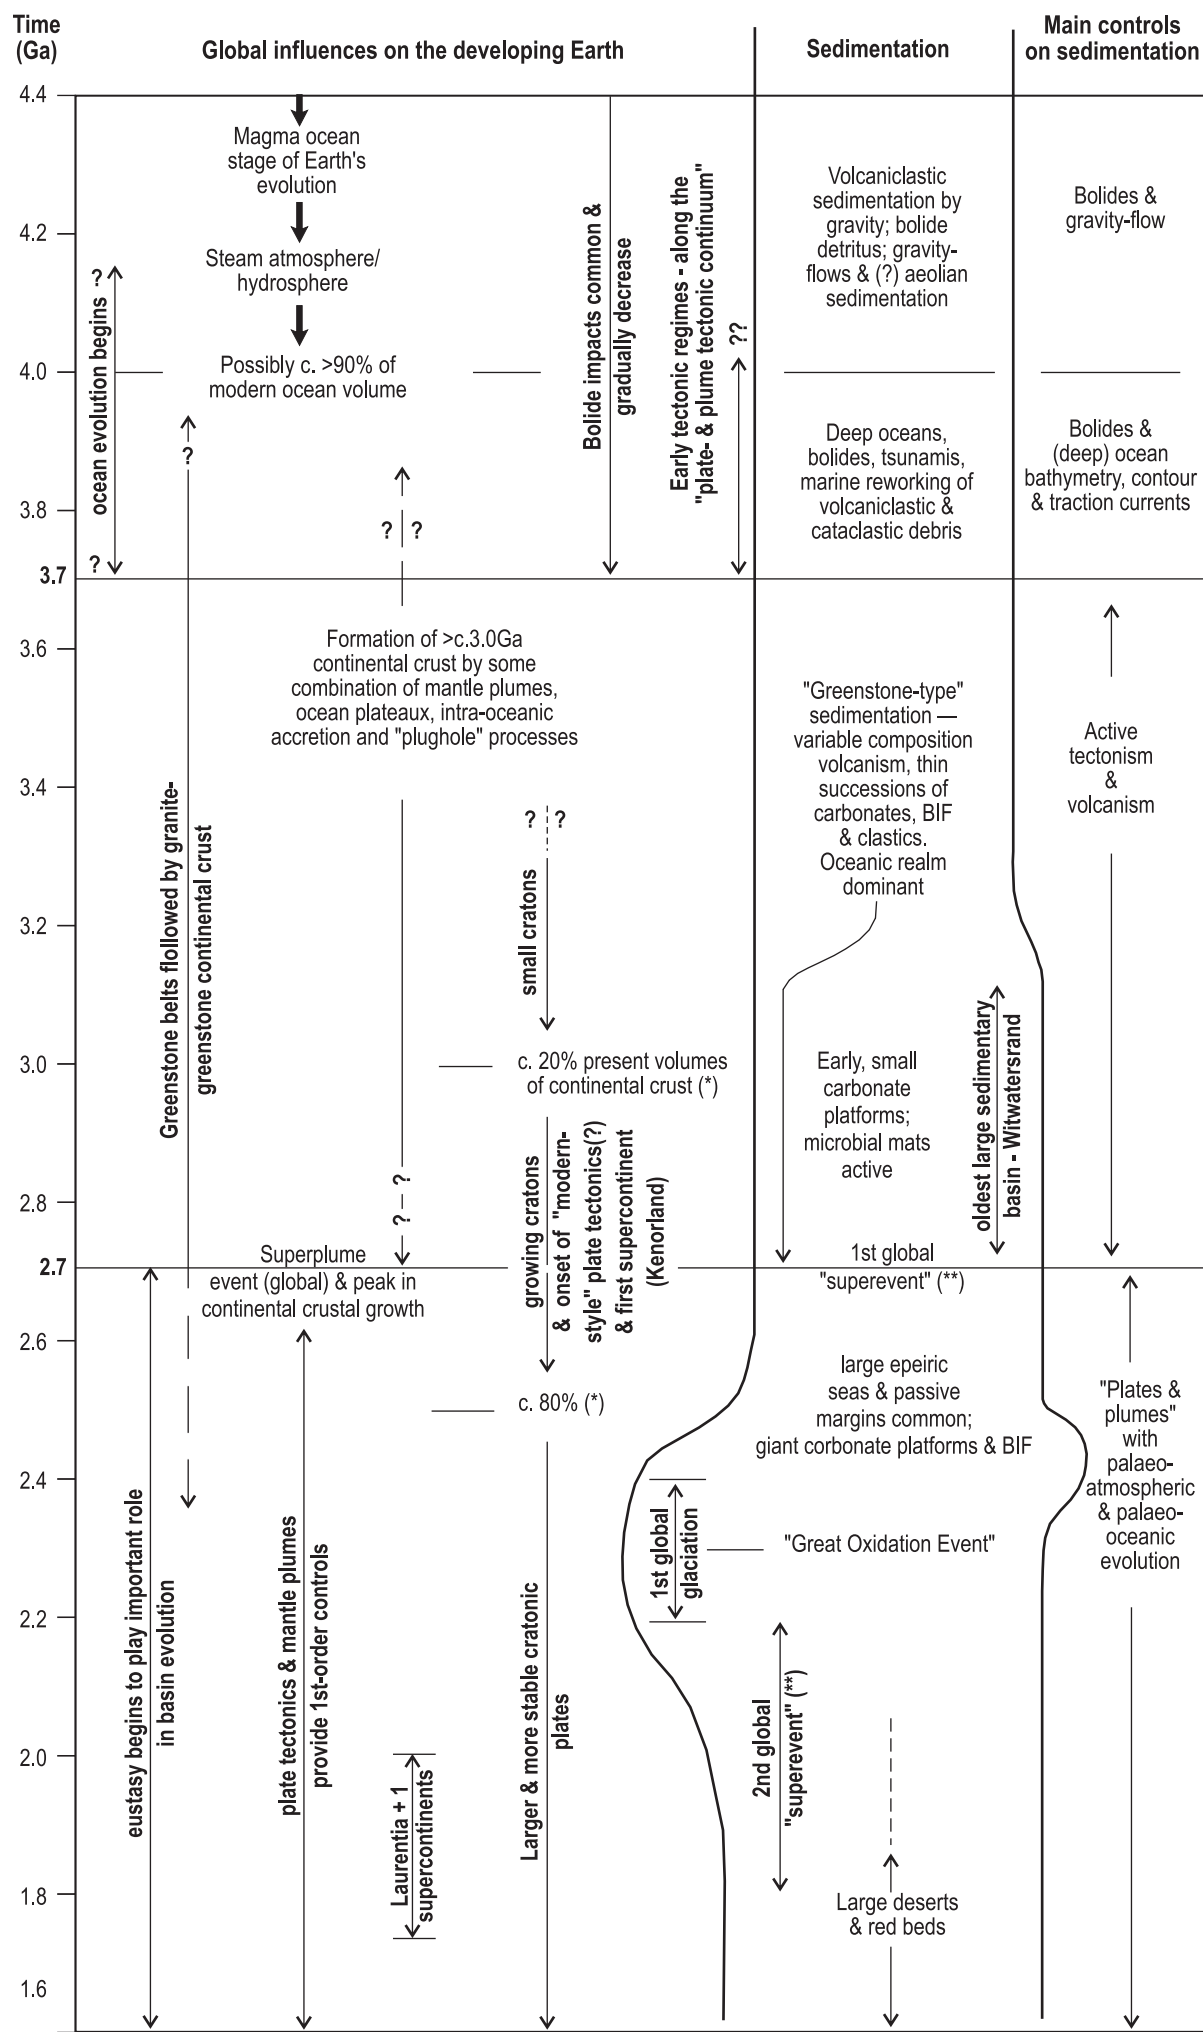 Time
(Ga)
Global influences on the developing Earth
Sedimentation
Main controls
on sedimentation
4.4
4.2
4.0
3.8
3.7
3.6
3.4
3.2
3.0
2.8
2.7
2.6
2.4
2.2
2.0
1.8
1.6
Magma ocean
stage of Earth's
evolution
Steam atmosphere/
hydrosphere
Possibly c. >90% of
modern ocean volume
ocean evolution begins -?
?
Bolide impacts common &
gradually decrease
Early tectonic regimes - along the
"plate- & plume tectonic continuum"
??
?
? ?
Greenstone belts flollowed by granite-
greenstone continental crust
Formation of >c.3.0Ga
continental crust by some
combination of mantle plumes,
ocean plateaux, intra-oceanic
accretion and "plughole" processes
? ?
small cratons
c. 20% present volumes
of continental crust (*)
?
?
growing cratons
& onset of "modern-
style" plate tectonics(?)
& first supercontinent
(Kenorland)
Superplume
event (global) & peak in
continental crustal growth
c. 80% (*)
eustasy begins to play important role
in basin evolution
plate tectonics & mantle plumes
provide 1st-order controls
Laurentia + 1
supercontinents
Larger & more stable cratonic
plates
Volcaniclastic
sedimentation by
gravity; bolide
detritus; gravity-
flows & (?) aeolian
sedimentation
Deep oceans,
bolides, tsunamis,
marine reworking of
volcaniclastic &
cataclastic debris
"Greenstone-type"
sedimentation —
variable composition
volcanism, thin
successions of
carbonates, BIF
& clastics.
Oceanic realm
dominant
Early, small
carbonate
platforms;
microbial mats
active
oldest large sedimentary
basin - Witwatersrand
1st global
"superevent" (**)
large epeiric
seas & passive
margins common;
giant corbonate platforms & BIF
1st global
glaciation
"Great Oxidation Event"
2nd global
"superevent" (**)
Large deserts
& red beds
Bolides &
gravity-flow
Bolides &
(deep) ocean
bathymetry, contour
& traction currents
Active
tectonism
&
volcanism
"Plates &
plumes"
with
palaeo-
atmospheric
& palaeo-
oceanic
evolution